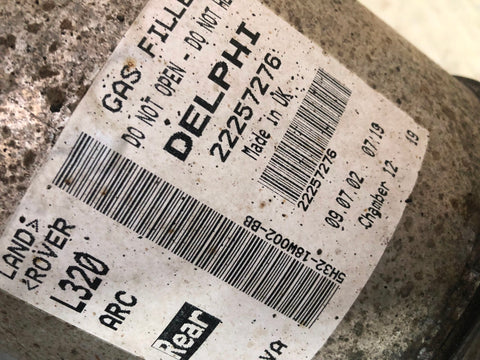 GAS FILLE
DO NOT OPEN - DO NOT
DELPHI
22257276
Made in UK
22257276
09 07 02 07/19
Chamber 12 19
5H32-18W002-BB
LAND
ROVER
L320
ARC
Rear